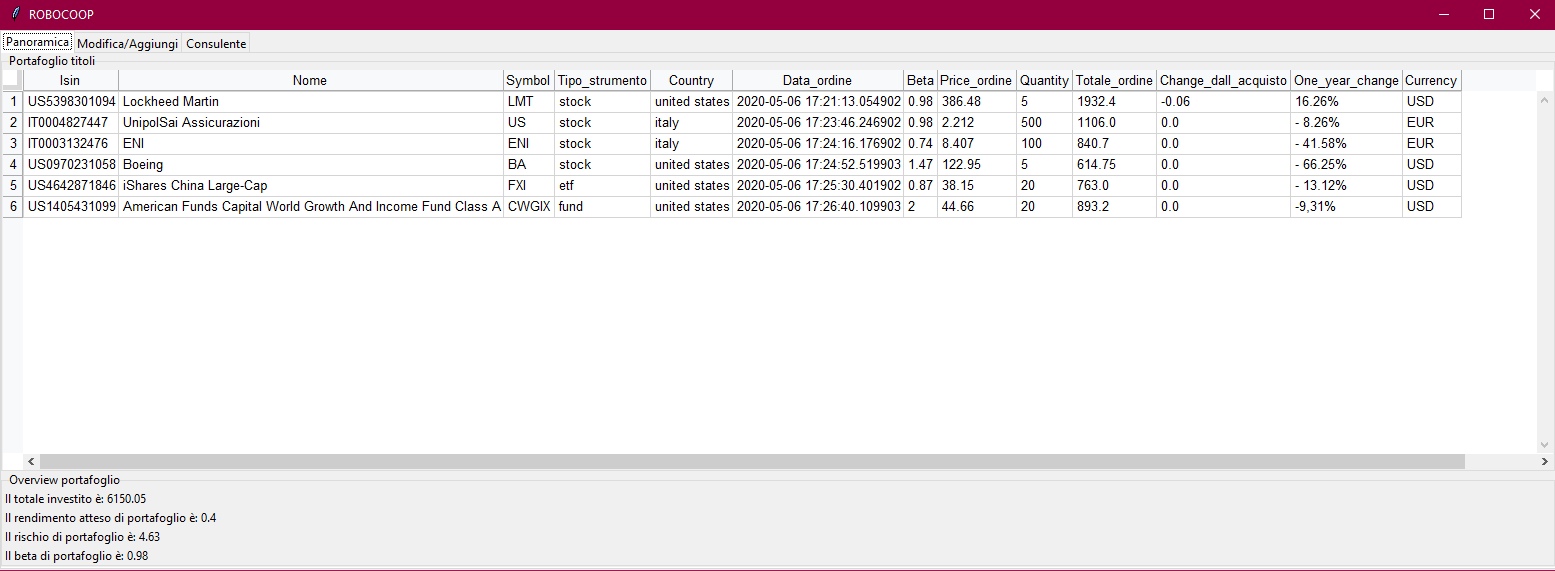 ROBOCOOP
Panoramica Modifica/Aggiungi Consulente
Portafoglio titoli
Isin Nome Symbol Tipo_strumento Country Data_ordine Beta Price_ordine Quantity Totale_ordine Change_dall_acquisto One_year_change Currency
1 US5398301094 Lockheed Martin LMT stock united states 2020-05-06 17:21:13.054902 0.98 386.48 5 1932.4 -0.06 16.26% USD
2 IT0004827447 UnipolSai Assicurazioni US stock italy 2020-05-06 17:23:46.246902 0.98 2.212 500 1106.0 0.0 - 8.26% EUR
3 IT0003132476 ENI ENI stock italy 2020-05-06 17:24:16.176902 0.74 8.407 100 840.7 0.0 - 41.58% EUR
4 US0970231058 Boeing BA stock united states 2020-05-06 17:24:52.519903 1.47 122.95 5 614.75 0.0 - 66.25% USD
5 US4642871846 iShares China Large-Cap FXI etf united states 2020-05-06 17:25:30.401902 0.87 38.15 20 763.0 0.0 - 13.12% USD
6 US1405431099 American Funds Capital World Growth And Income Fund Class A CWGIX fund united states 2020-05-06 17:26:40.109903 2 44.66 20 893.2 0.0 -9,31% USD
Overview portafoglio
Il totale investito è: 6150.05
Il rendimento atteso di portafoglio è: 0.4
Il rischio di portafoglio è: 4.63
Il beta di portafoglio è: 0.98